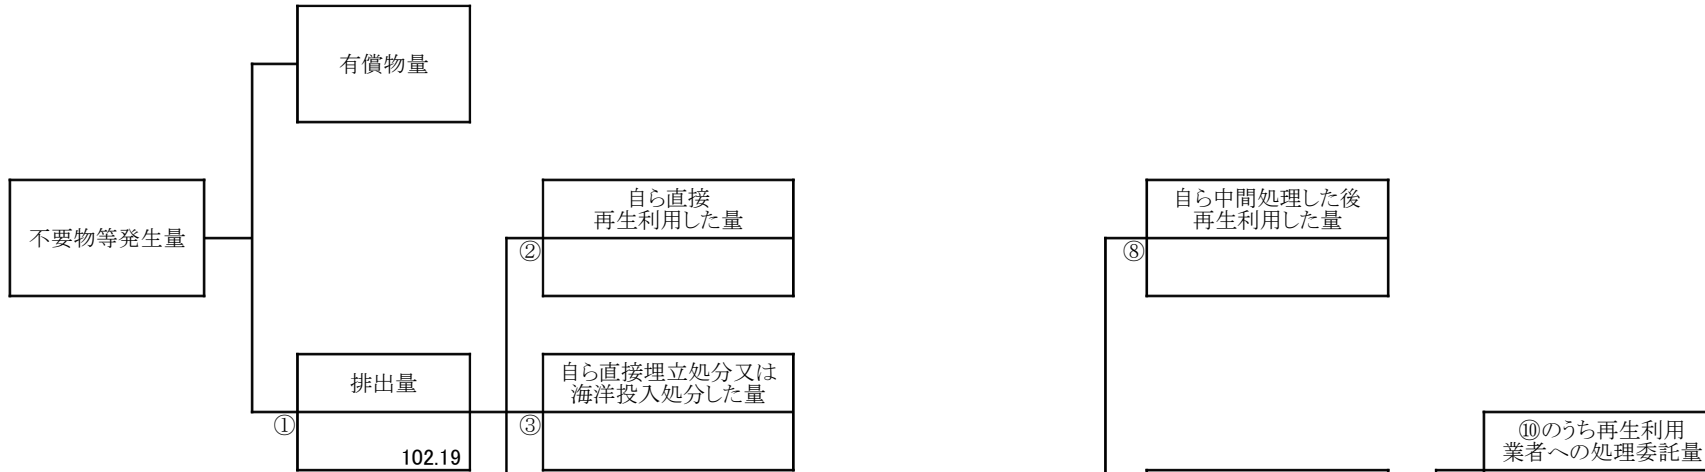 有償物量
不要物等発生量
自ら直接
再生利用した量
②
自ら中間処理した後
再生利用した量
⑧
排出量
①
102.19
自ら直接埋立処分又は
海洋投入処分した量
③
⑩のうち再生利用
業者への処理委託量